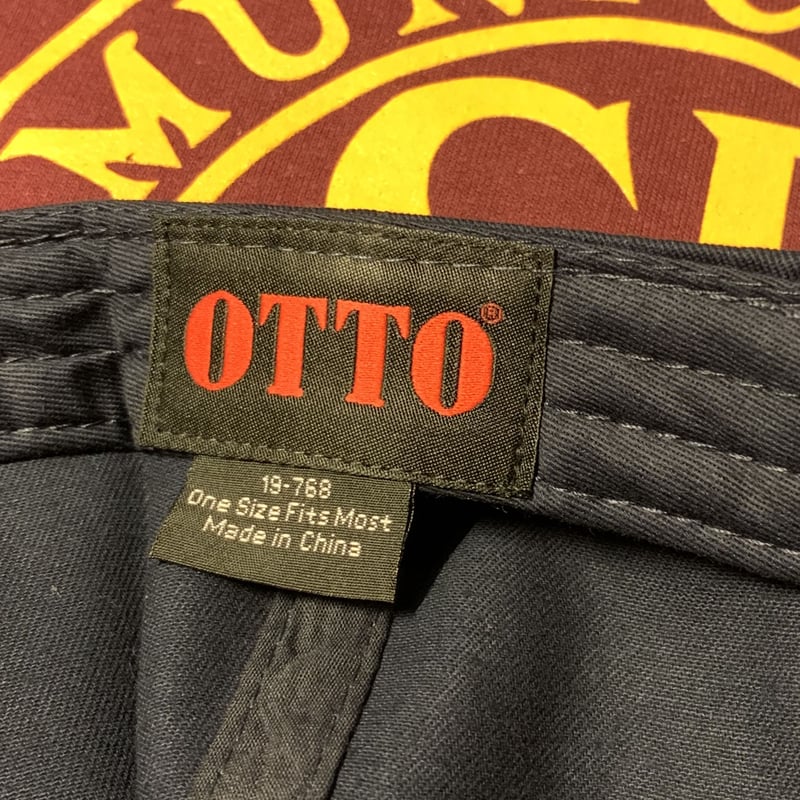 OTTO®
19-768
One Size Fits Most
Made in China